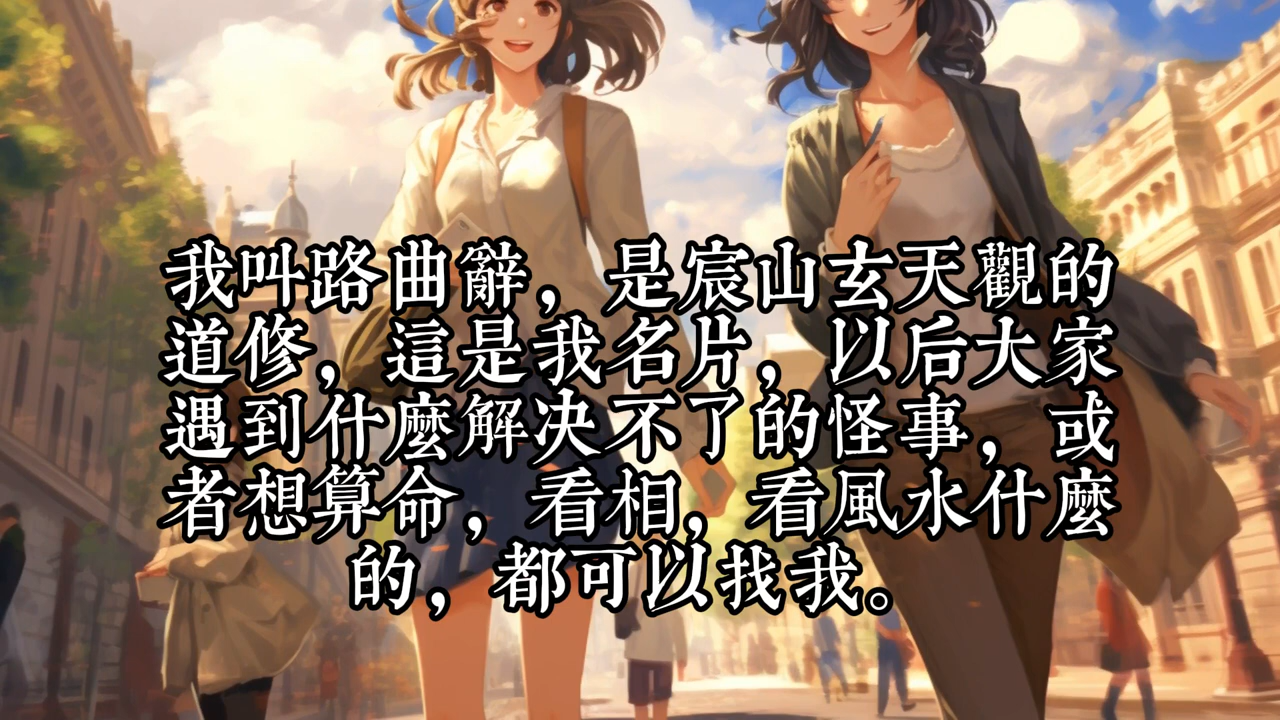 我叫路曲辭，是宸山玄天觀的
道修，這是我名片，以后大家
遇到什麼解决不了的怪事，或
者想算命，看相，看風水什麼
的，都可以找我。